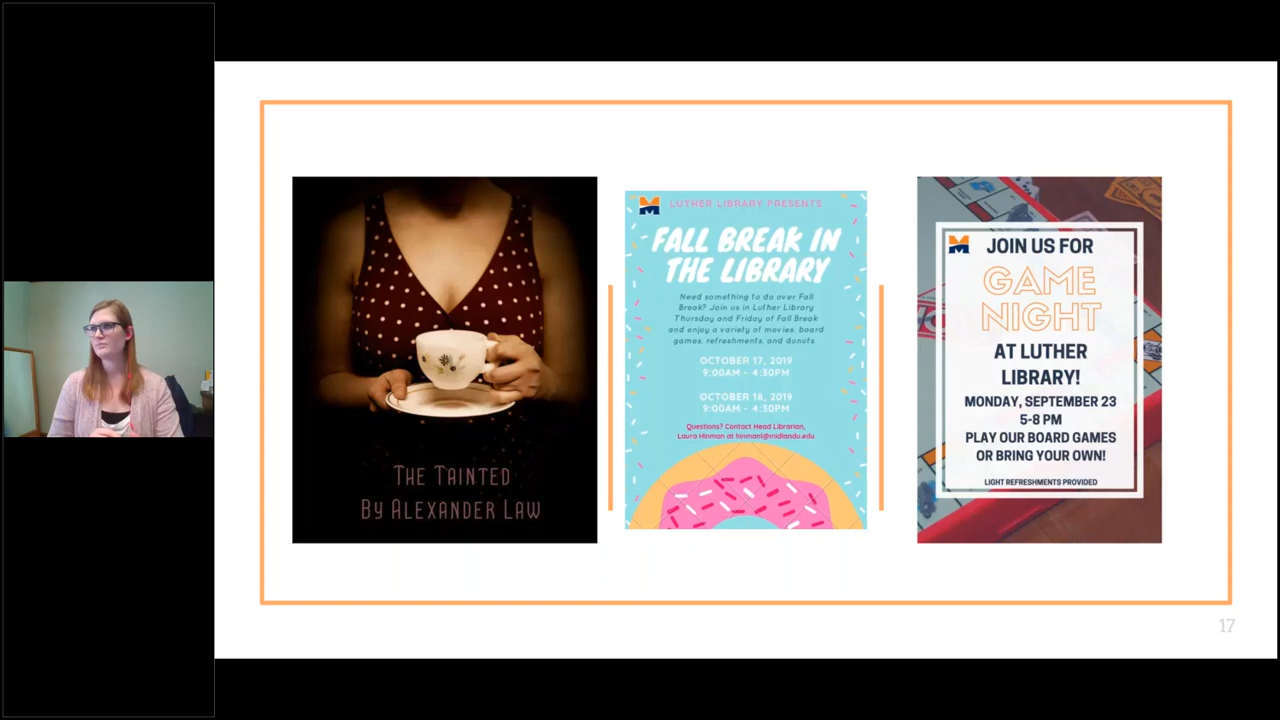 THE TAINTED
BY ALEXANDER LAW
LUTHER LIBRARY PRESENTS
FALL BREAK IN
THE LIBRARY
Need something to do over Fall
Break? Join us in Luther Library
Thursday and Friday of Fall Break
and enjoy a variety of movies, board
games, refreshments, and donuts.
OCTOBER 17, 2019
9:00AM - 4:30PM
OCTOBER 18, 2019
9:00AM - 4:30PM
Questions? Contact Head Librarian,
Laura Hinman at hinmanl@midlandu.edu
JOIN US FOR
GAME
NIGHT
AT LUTHER
LIBRARY!
MONDAY, SEPTEMBER 23
5-8 PM
PLAY OUR BOARD GAMES
OR BRING YOUR OWN!
LIGHT REFRESHMENTS PROVIDED
17